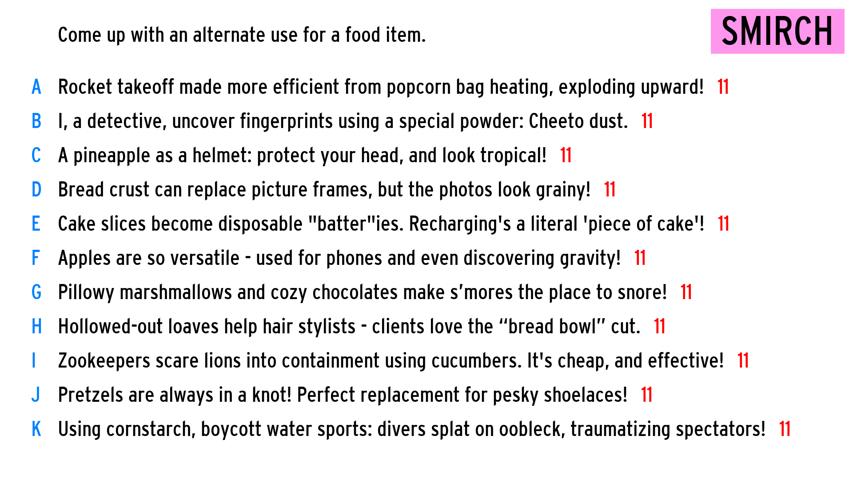 Come up with an alternate use for a food item.
SMIRCH
A Rocket takeoff made more efficient from popcorn bag heating, exploding upward! 11
B I, a detective, uncover fingerprints using a special powder: Cheeto dust. 11
C A pineapple as a helmet: protect your head, and look tropical! 11
D Bread crust can replace picture frames, but the photos look grainy! 11
E Cake slices become disposable "batter"ies. Recharging's a literal 'piece of cake'! 11
F Apples are so versatile - used for phones and even discovering gravity! 11
G Pillowy marshmallows and cozy chocolates make s’mores the place to snore! 11
H Hollowed-out loaves help hair stylists - clients love the “bread bowl” cut. 11
I Zookeepers scare lions into containment using cucumbers. It's cheap, and effective! 11
J Pretzels are always in a knot! Perfect replacement for pesky shoelaces! 11
K Using cornstarch, boycott water sports: divers splat on oobleck, traumatizing spectators! 11